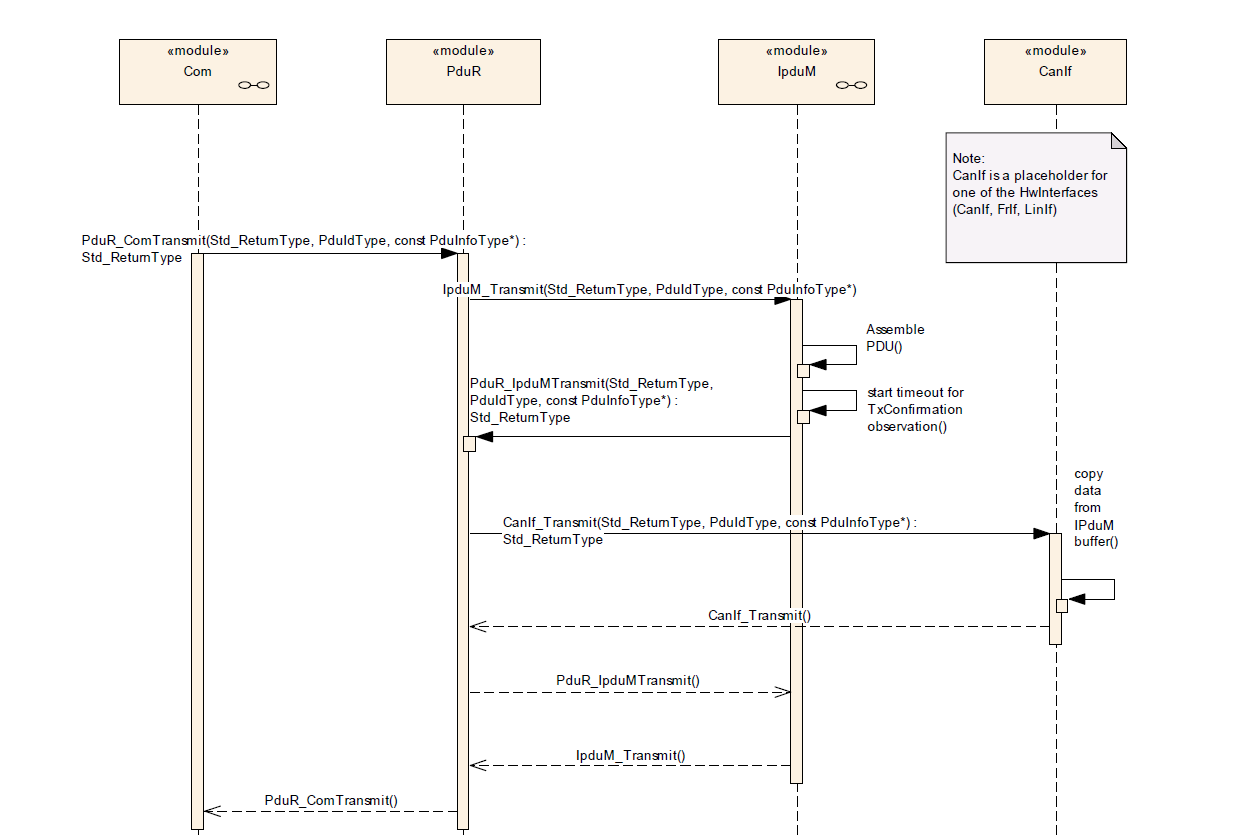 «module»
Com
«module»
PduR
«module»
IpduM
«module»
CanIf
Note:
CanIf is a placeholder for
one of the HwInterfaces
(CanIf, FrIf, LinIf)
PduR_ComTransmit(Std_ReturnType, PduIdType, const PduInfoType*) :
Std_ReturnType
IpduM_Transmit(Std_ReturnType, PduIdType, const PduInfoType*)
Assemble
PDU()
PduR_IpduMTransmit(Std_ReturnType,
PduIdType, const PduInfoType*) :
Std_ReturnType
start timeout for
TxConfirmation
observation()
copy
data
from
IPduM
buffer()
CanIf_Transmit(Std_ReturnType, PduIdType, const PduInfoType*) :
Std_ReturnType
CanIf_Transmit()
PduR_IpduMTransmit()
IpduM_Transmit()
PduR_ComTransmit()